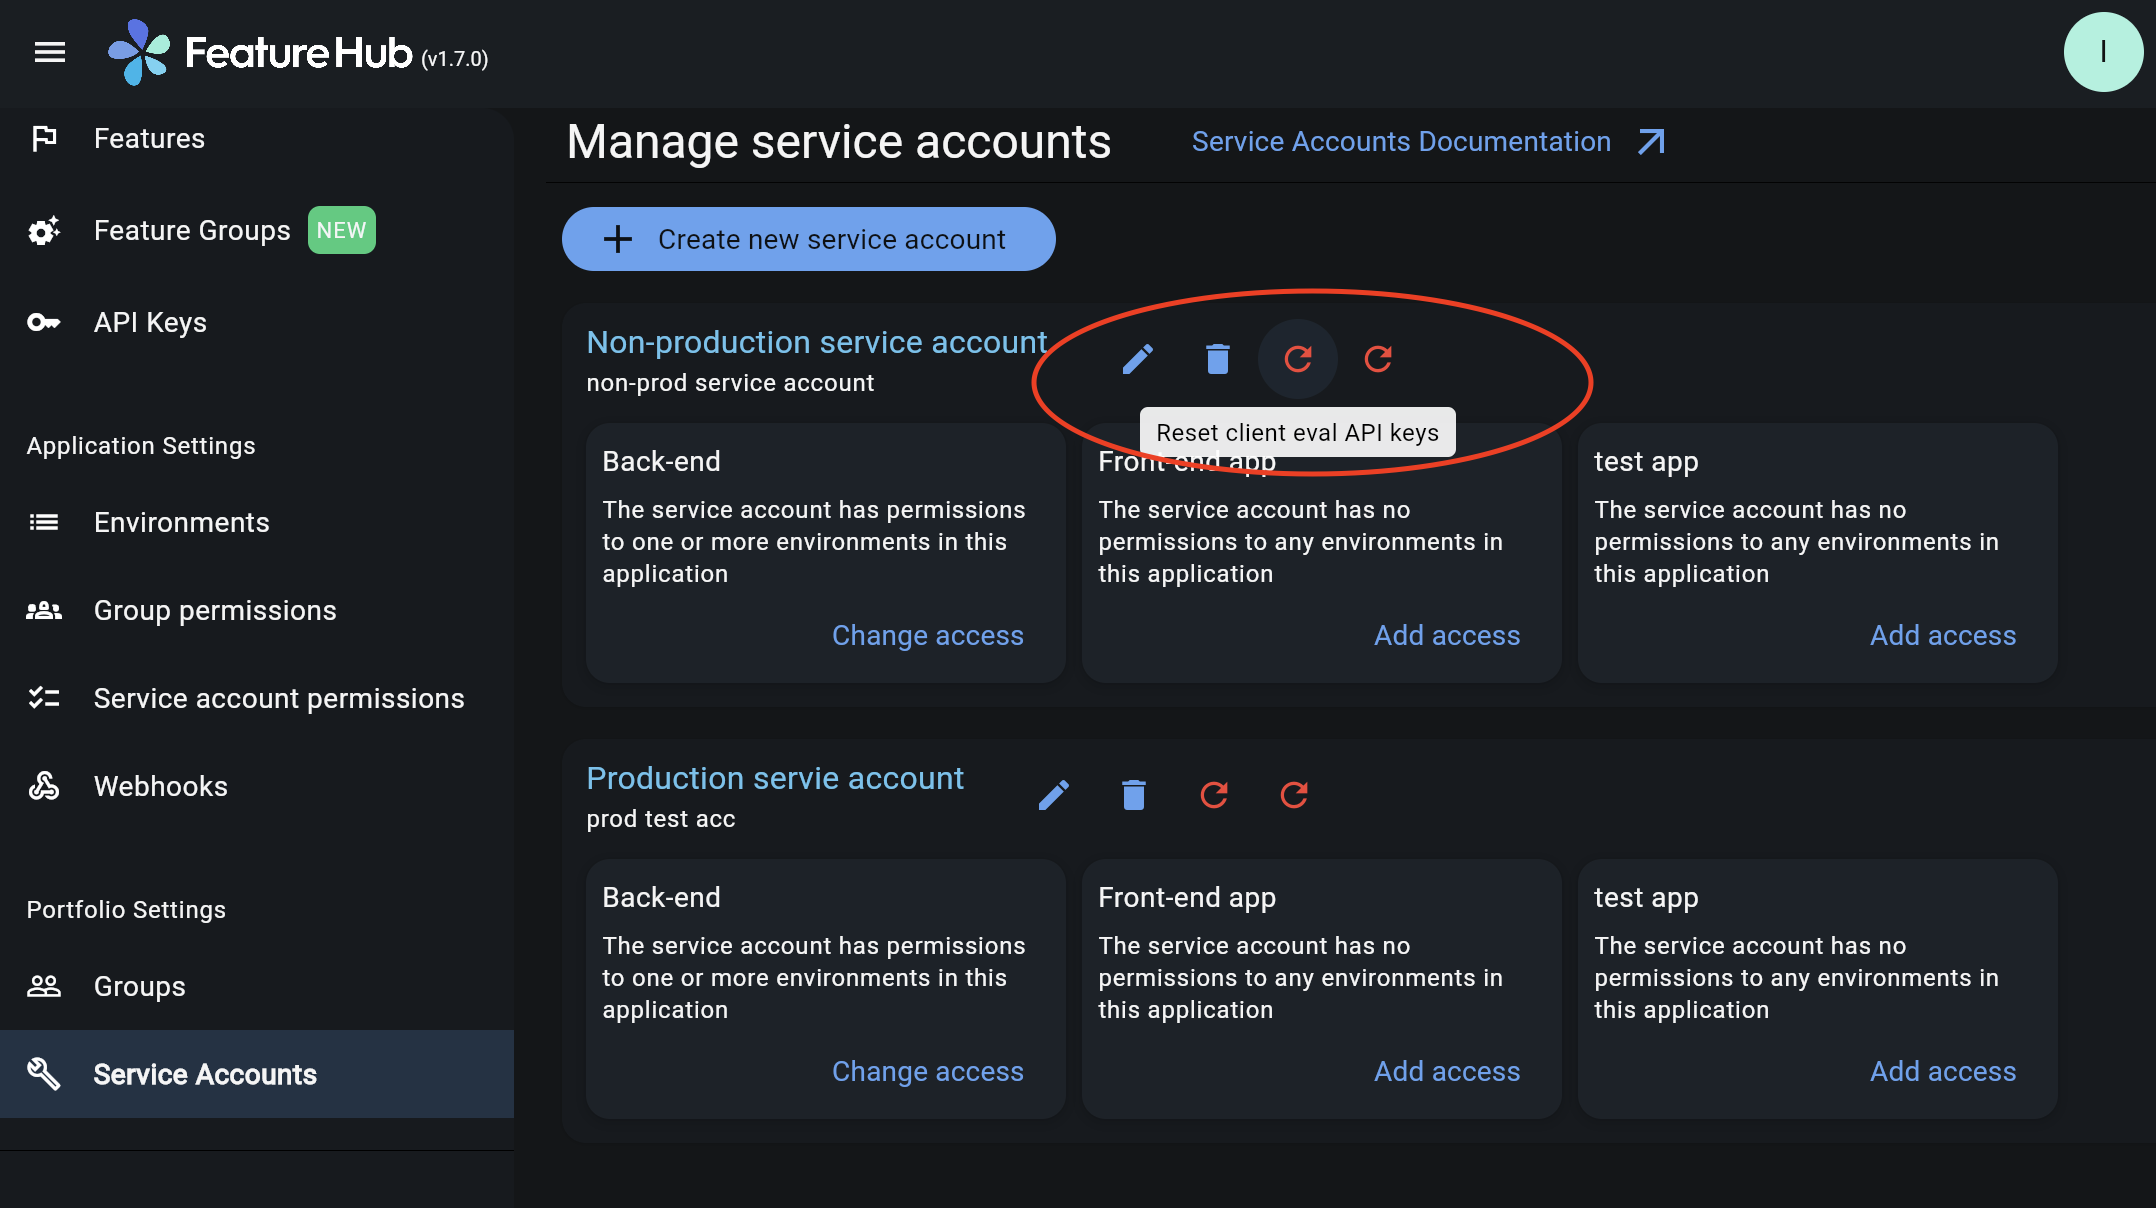 FeatureHub (v1.7.0)
I
Features
Feature Groups NEW
API Keys
Application Settings
Environments
Group permissions
Service account permissions
Webhooks
Portfolio Settings
Groups
Service Accounts
Manage service accounts
Service Accounts Documentation
Create new service account
Non-production service account
non-prod service account
Reset client eval API keys
Back-end
The service account has permissions
to one or more environments in this
application
Change access
Front-end app
The service account has no
permissions to any environments in
this application
Add access
test app
The service account has no
permissions to any environments in
this application
Add access
Production servie account
prod test acc
Back-end
The service account has permissions
to one or more environments in this
application
Change access
Front-end app
The service account has no
permissions to any environments in
this application
Add access
test app
The service account has no
permissions to any environments in
this application
Add access